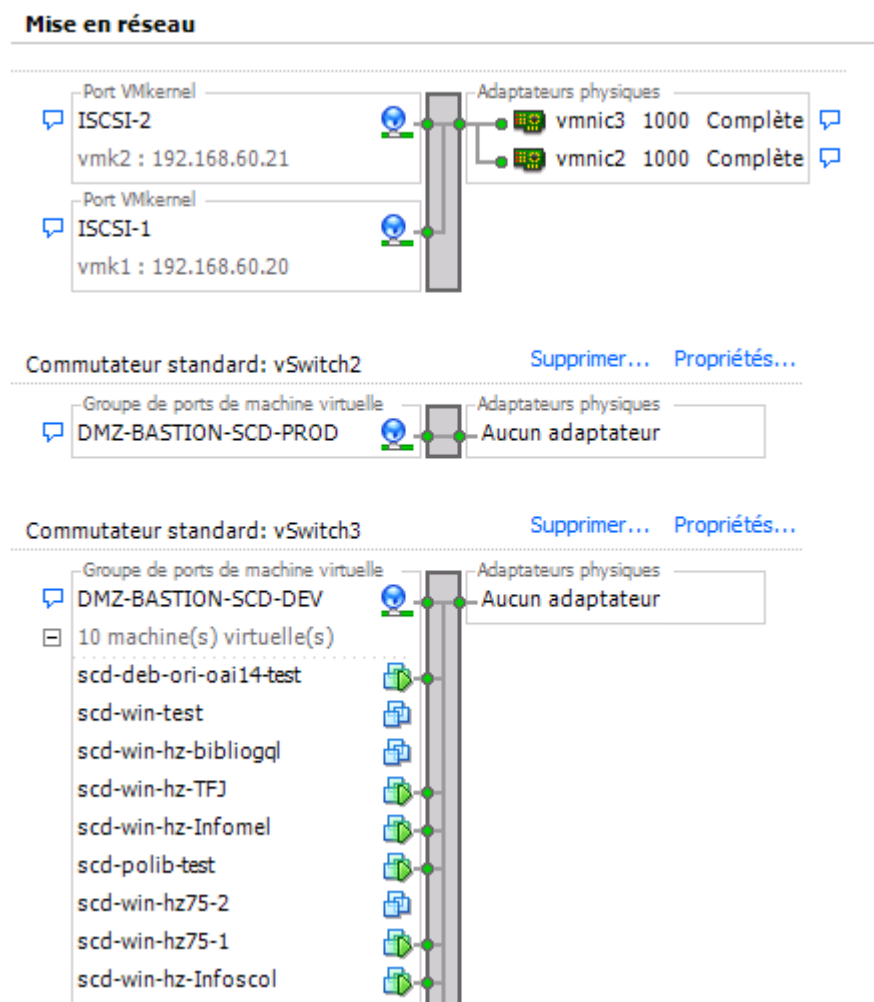 Mise en réseau
Port VMkernel
Adaptateurs physiques
ISCSI-2
vmnic3 1000 Complète
vmk2 : 192.168.60.21
vmnic2 1000 Complète
Port VMkernel
ISCSI-1
vmk1 : 192.168.60.20
Commutateur standard: vSwitch2 Supprimer... Propriétés...
Groupe de ports de machine virtuelle
Adaptateurs physiques
DMZ-BASTION-SCD-PROD
Aucun adaptateur
Commutateur standard: vSwitch3 Supprimer... Propriétés...
Groupe de ports de machine virtuelle
Adaptateurs physiques
DMZ-BASTION-SCD-DEV
Aucun adaptateur
10 machine(s) virtuelle(s)
scd-deb-ori-oai14-test
scd-win-test
scd-win-hz-bibliogql
scd-win-hz-TFJ
scd-win-hz-Infomel
scd-polib-test
scd-win-hz75-2
scd-win-hz75-1
scd-win-hz-Infoscol